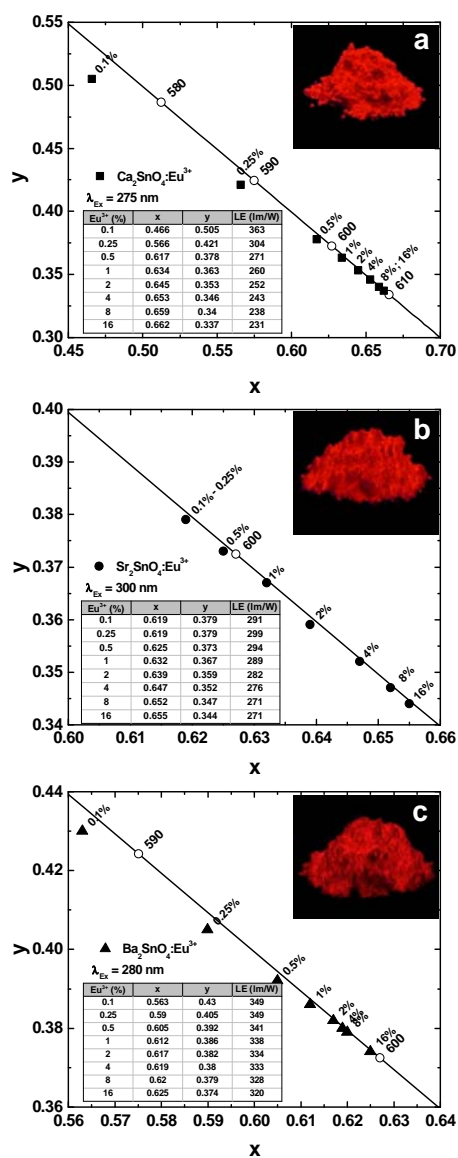 a
0.55
0.50
0.45
0.40
0.35
0.30
y
0.1%
580
0.25%
590
0.5%
600
1%
2%
4%
8%; 16%
610
Ca₂SnO₄:Eu³⁺
λEx = 275 nm
Eu³⁺ (%) x y LE (lm/W)
0.1 0.466 0.505 363
0.25 0.566 0.421 304
0.5 0.617 0.378 271
1 0.634 0.363 260
2 0.645 0.353 252
4 0.653 0.346 243
8 0.659 0.34 238
16 0.662 0.337 231
0.45 0.50 0.55 0.60 0.65 0.70
x
b
0.40
0.39
0.38
0.37
0.36
0.35
0.34
y
0.1% - 0.25%
0.5%
600
1%
2%
4%
8%
16%
Sr₂SnO₄:Eu³⁺
λEx = 300 nm
Eu³⁺ (%) x y LE (lm/W)
0.1 0.619 0.379 291
0.25 0.619 0.379 299
0.5 0.625 0.373 294
1 0.632 0.367 289
2 0.639 0.359 282
4 0.647 0.352 276
8 0.652 0.347 271
16 0.655 0.344 271
0.60 0.61 0.62 0.63 0.64 0.65 0.66
x
c
0.44
0.42
0.40
0.38
0.36
y
0.1%
590
0.25%
0.5%
1%
2%
4%
8%
16%
600
Ba₂SnO₄:Eu³⁺
λEx = 280 nm
Eu³⁺ (%) x y LE (lm/W)
0.1 0.563 0.43 349
0.25 0.59 0.405 349
0.5 0.605 0.392 341
1 0.612 0.386 338
2 0.617 0.382 334
4 0.619 0.38 333
8 0.62 0.379 328
16 0.625 0.374 320
0.56 0.57 0.58 0.59 0.60 0.61 0.62 0.63 0.64
x